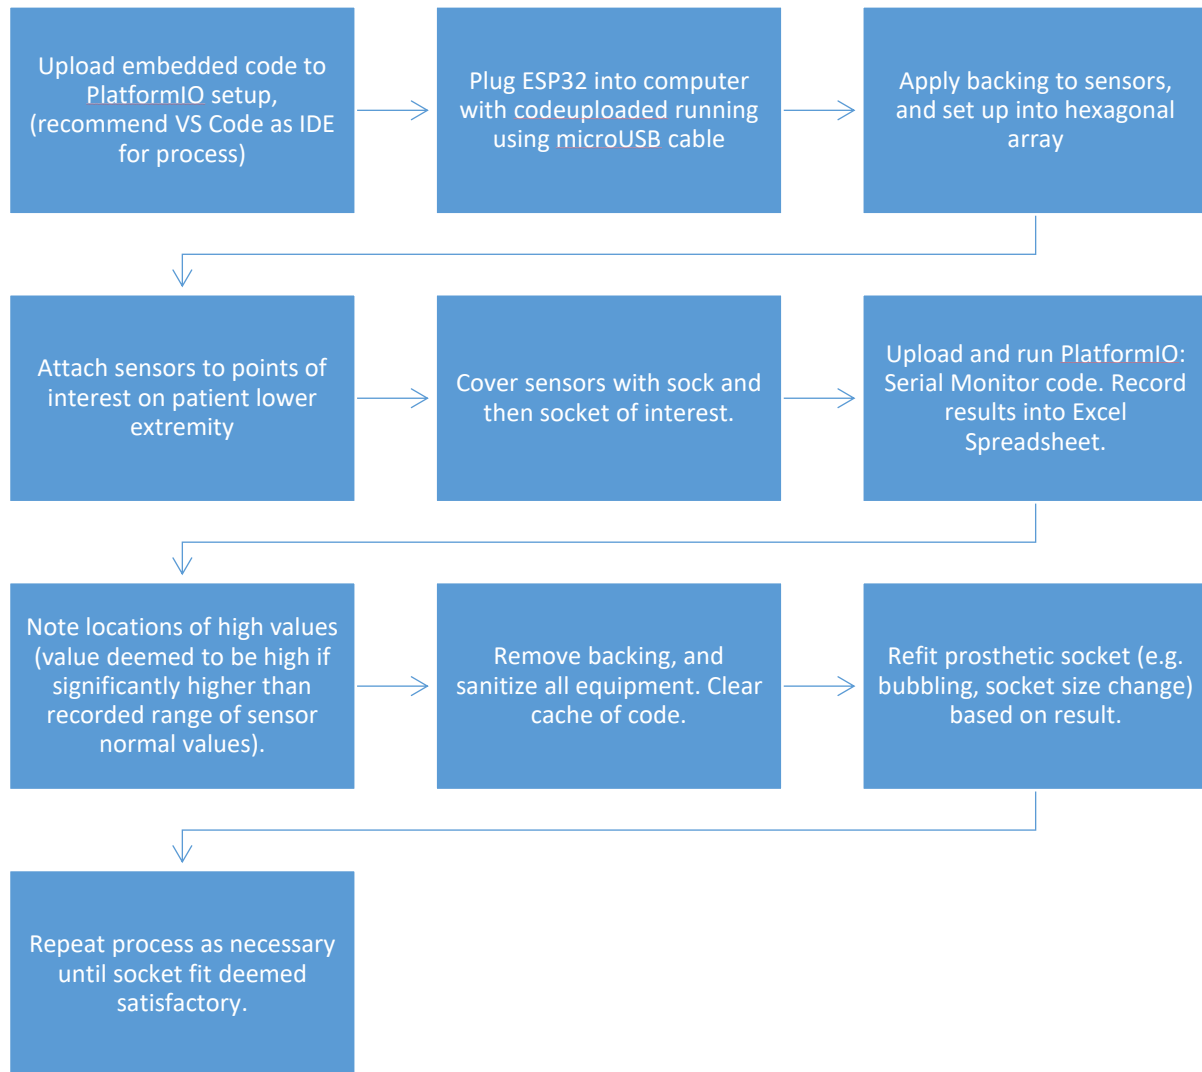 Upload embedded code to
PlatformIO setup,
(recommend VS Code as IDE
for process)
Plug ESP32 into computer
with codeuploaded running
using microUSB cable
Apply backing to sensors,
and set up into hexagonal
array
Attach sensors to points of
interest on patient lower
extremity
Cover sensors with sock and
then socket of interest.
Upload and run PlatformIO:
Serial Monitor code. Record
results into Excel
Spreadsheet.
Note locations of high values
(value deemed to be high if
significantly higher than
recorded range of sensor
normal values).
Remove backing, and
sanitize all equipment. Clear
cache of code.
Refit prosthetic socket (e.g.
bubbling, socket size change)
based on result.
Repeat process as necessary
until socket fit deemed
satisfactory.